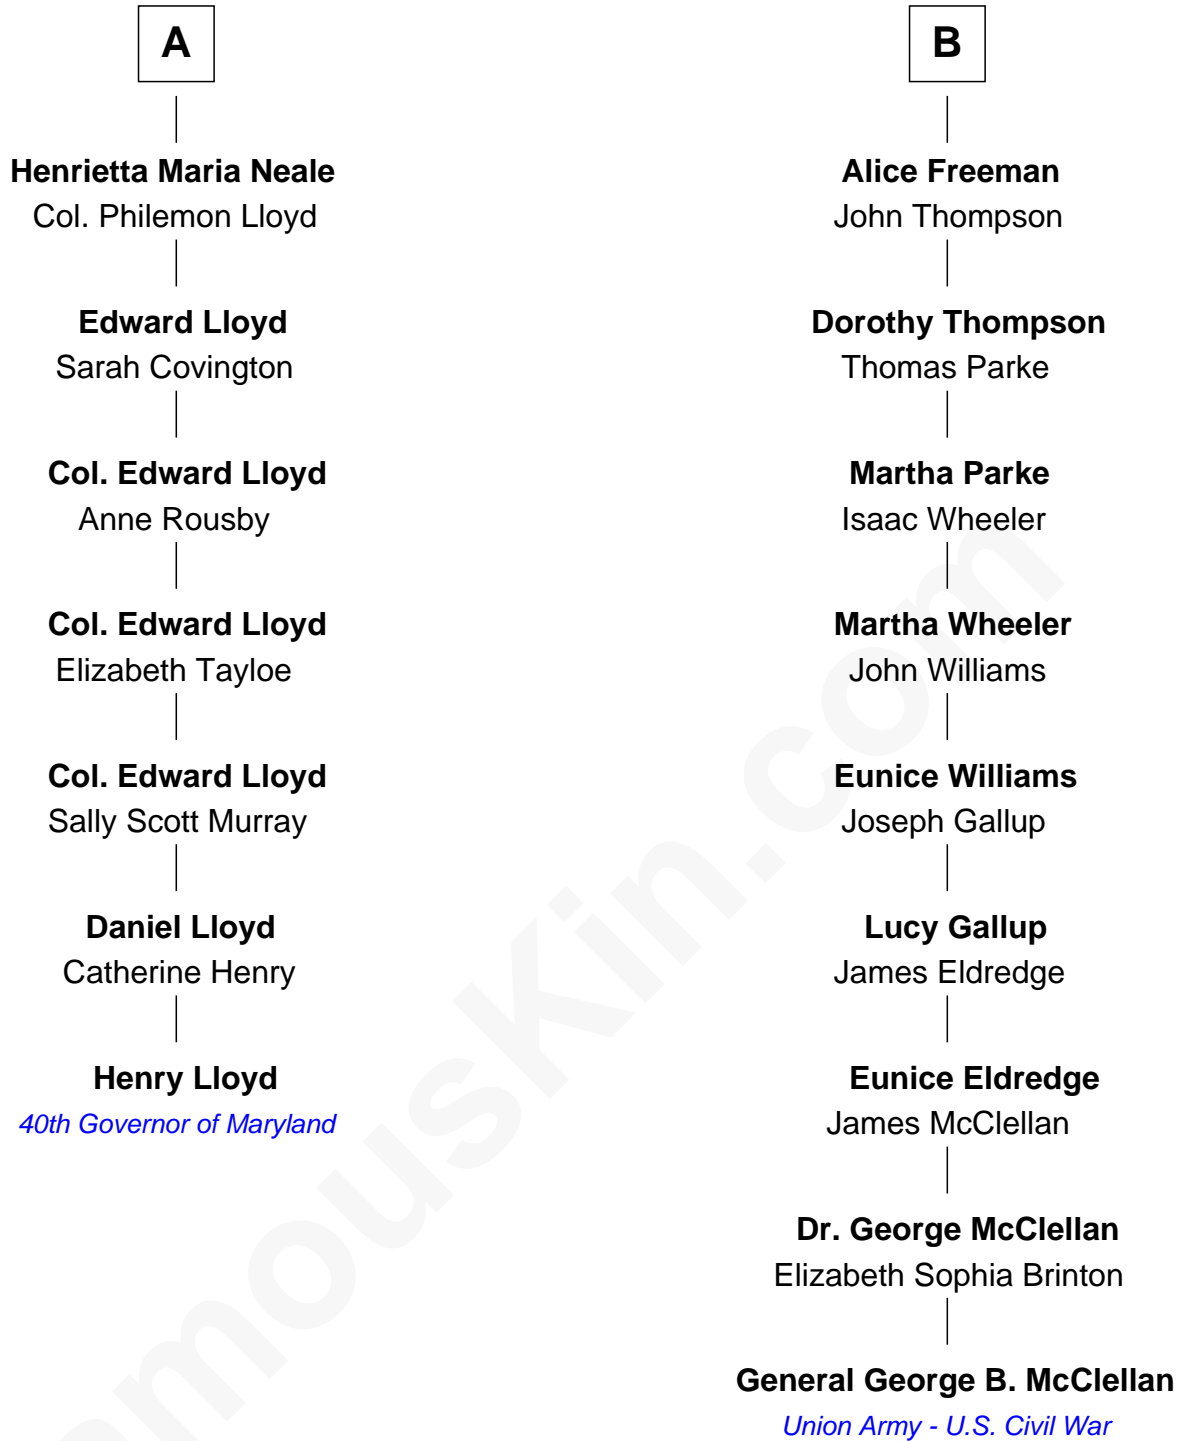 A
Henrietta Maria Neale
Col. Philemon Lloyd
Edward Lloyd
Sarah Covington
Col. Edward Lloyd
Anne Rousby
Col. Edward Lloyd
Elizabeth Tayloe
Col. Edward Lloyd
Sally Scott Murray
Daniel Lloyd
Catherine Henry
Henry Lloyd
40th Governor of Maryland
B
Alice Freeman
John Thompson
Dorothy Thompson
Thomas Parke
Martha Parke
Isaac Wheeler
Martha Wheeler
John Williams
Eunice Williams
Joseph Gallup
Lucy Gallup
James Eldredge
Eunice Eldredge
James McClellan
Dr. George McClellan
Elizabeth Sophia Brinton
General George B. McClellan
Union Army - U.S. Civil War
amousKin.com